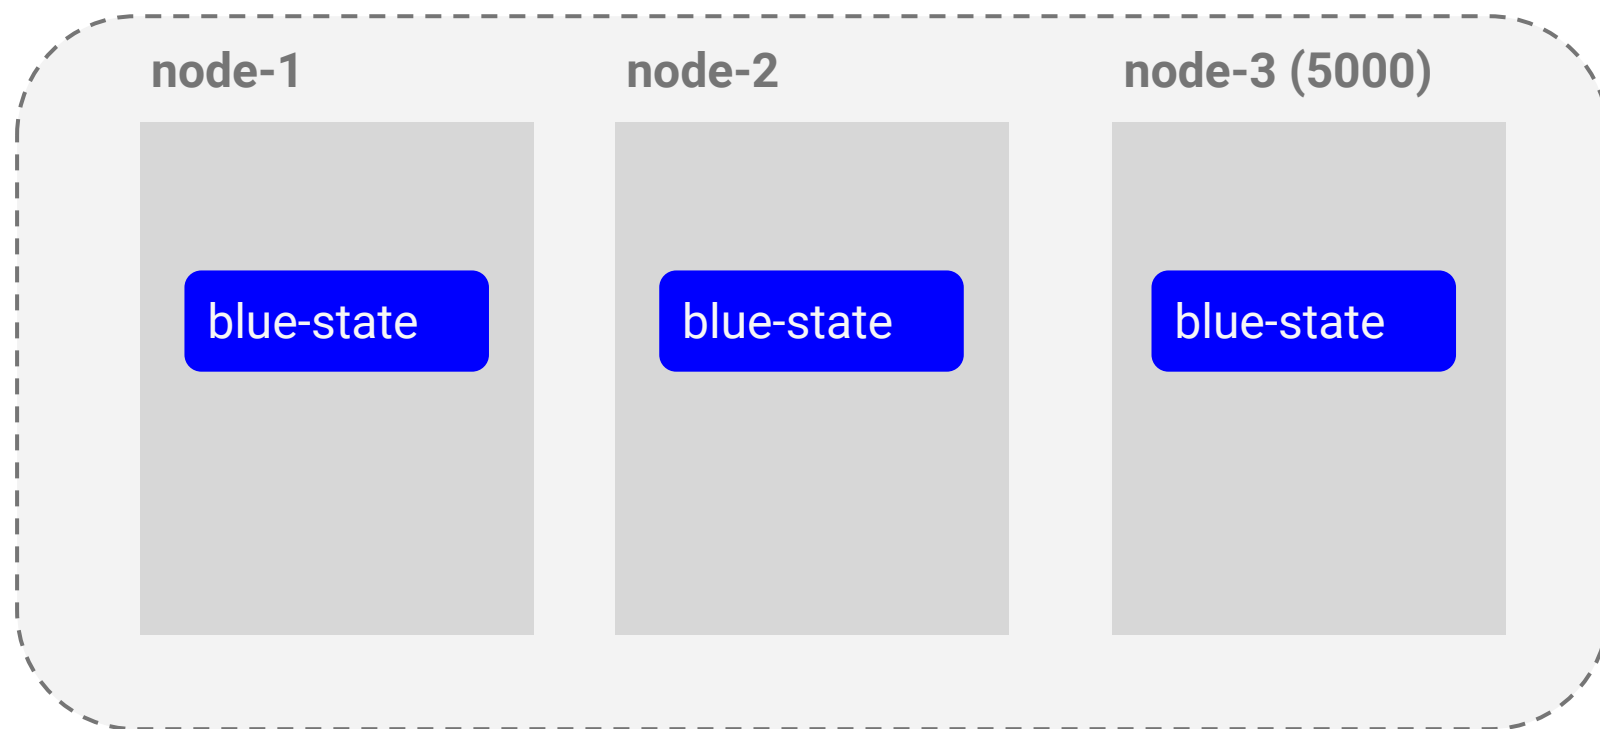 node-1
node-2
node-3 (5000)
blue-state
blue-state
blue-state